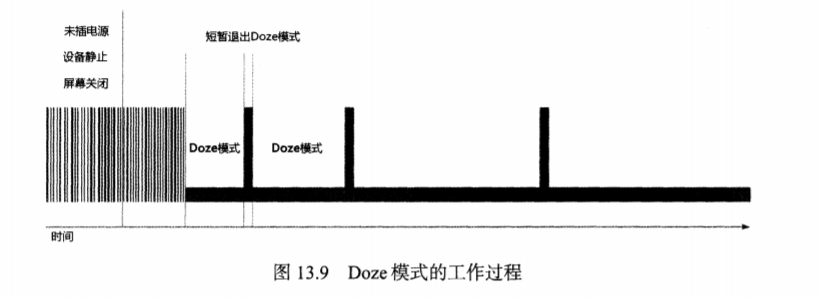 未插电源
设备静止
屏幕关闭
短暂退出Doze模式
Doze模式
Doze模式
时间
图 13.9 Doze 模式的工作过程